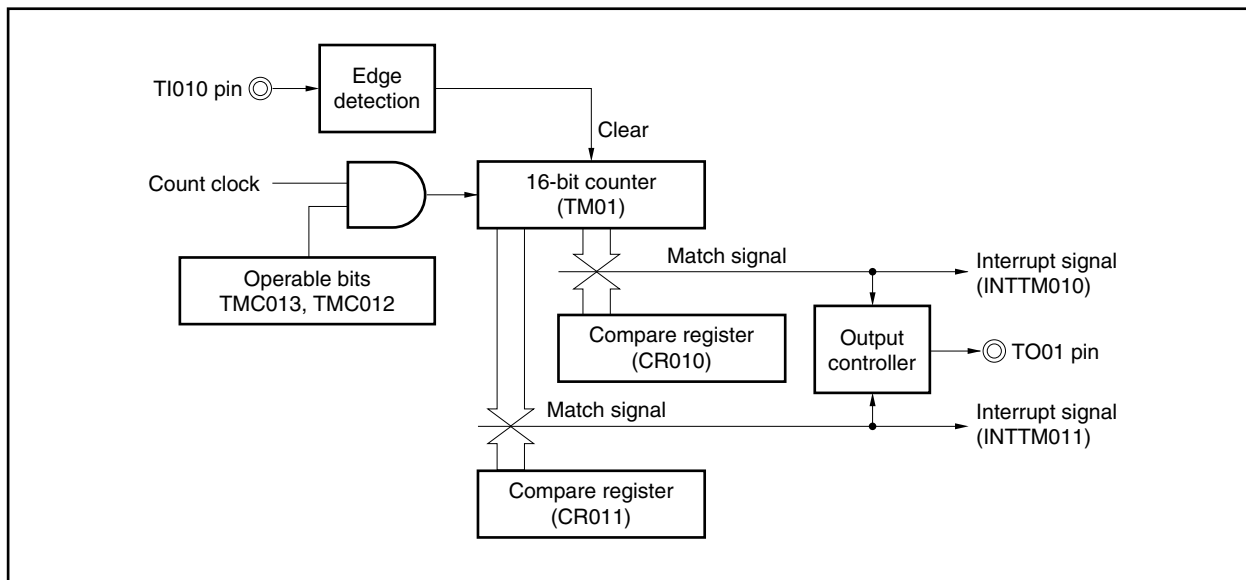 TI010 pin
Edge
detection
Clear
Count clock
16-bit counter
(TM01)
Operable bits
TMC013, TMC012
Match signal
Interrupt signal
(INTTM010)
Compare register
(CR010)
Output
controller
TO01 pin
Match signal
Interrupt signal
(INTTM011)
Compare register
(CR011)